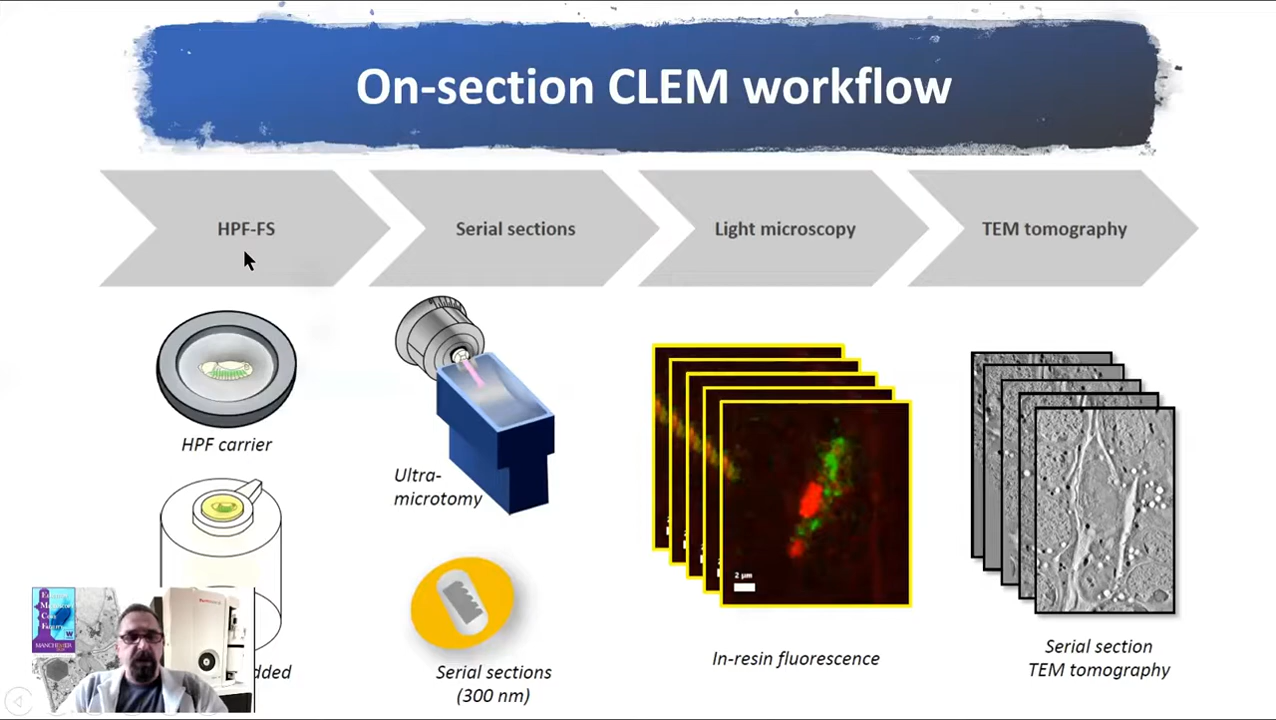 On-section CLEM workflow
HPF-FS
Serial sections
Light microscopy
TEM tomography
HPF carrier
Ultra-
microtomy
2 µm
dded
Serial sections
(300 nm)
In-resin fluorescence
Serial section
TEM tomography
MANCHESTER